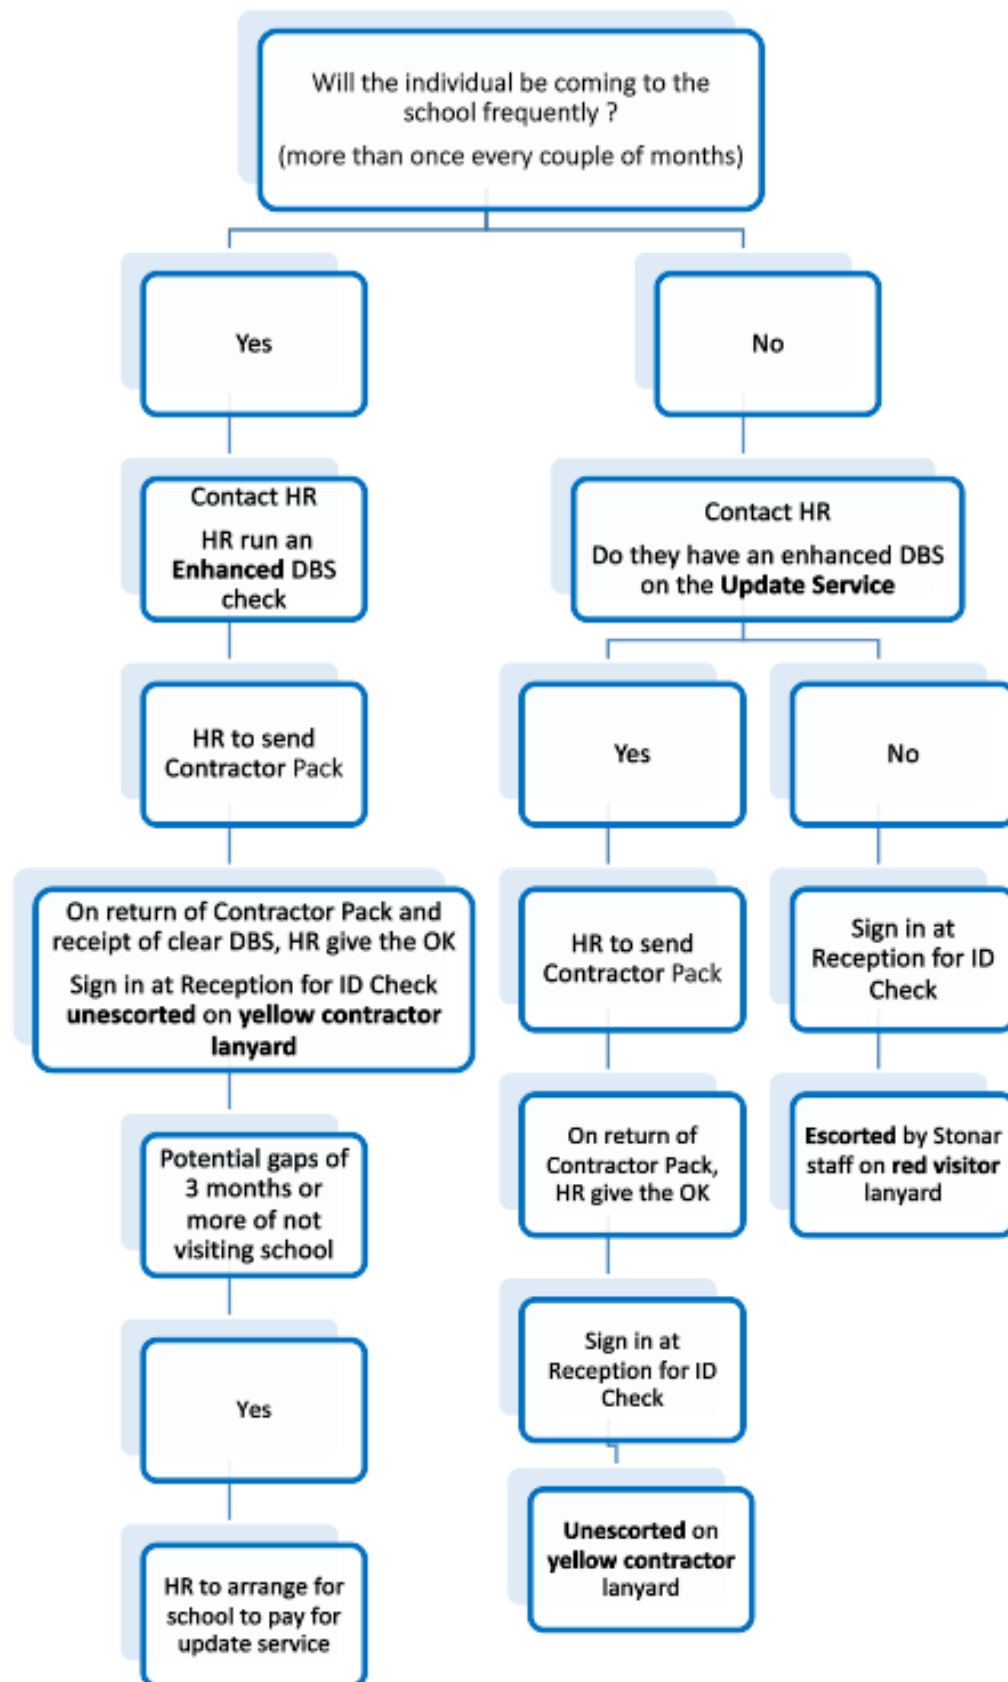 Will the individual be coming to the
school frequently ?
(more than once every couple of months)
Yes
No
Contact HR
HR run an
Enhanced DBS
check
Contact HR
Do they have an enhanced DBS
on the Update Service
HR to send
Contractor Pack
Yes
No
On return of Contractor Pack and
receipt of clear DBS, HR give the OK
Sign in at Reception for ID Check
unescorted on yellow contractor
lanyard
HR to send
Contractor Pack
Sign in at
Reception for ID
Check
Potential gaps of
3 months or
more of not
visiting school
On return of
Contractor Pack,
HR give the OK
Escorted by Stonar
staff on red visitor
lanyard
Yes
Sign in at
Reception for ID
Check
HR to arrange for
school to pay for
update service
Unescorted on
yellow contractor
lanyard